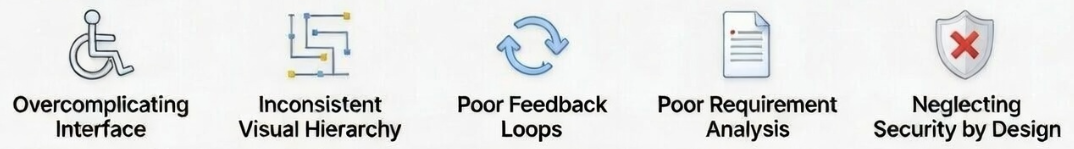 Overcomplicating
Interface
Inconsistent
Visual Hierarchy
Poor Feedback
Loops
Poor Requirement
Analysis
Neglecting
Security by Design